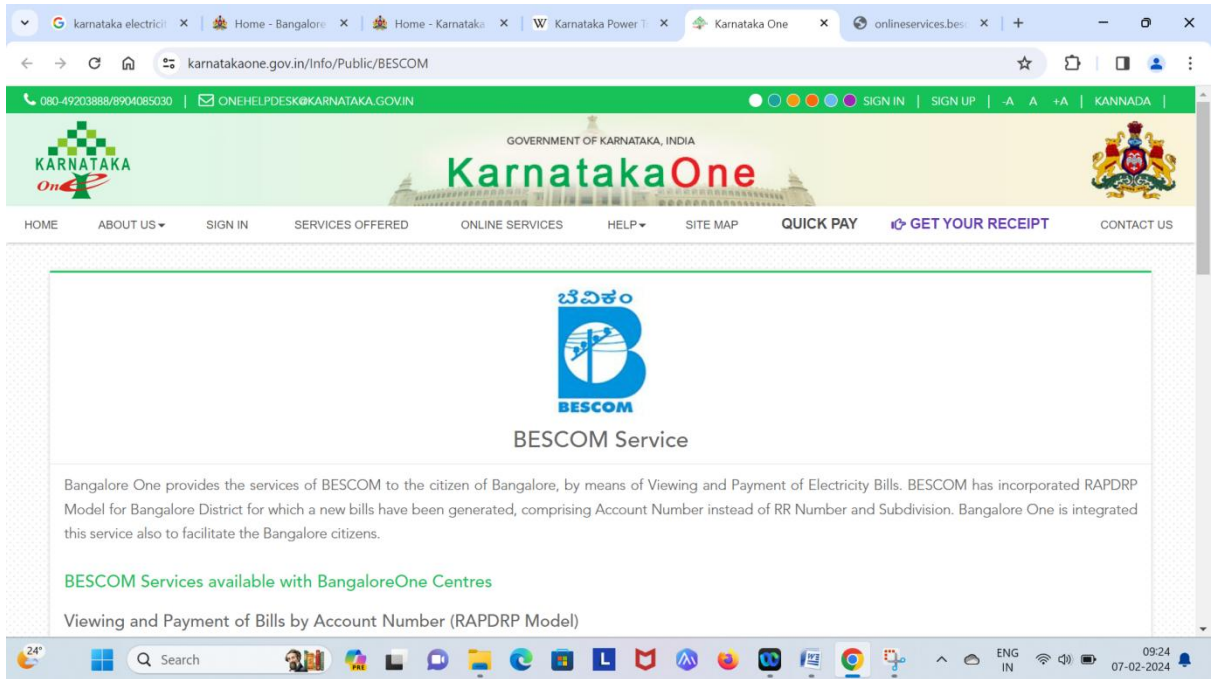 karnataka electricit
Home - Bangalore
Home - Karnataka
Karnataka Power Tr
Karnataka One
onlineservices.besc
karnatakaone.gov.in/Info/Public/BESCOM
080-49203888/8904085030 | ONEHELPDESK@KARNATAKA.GOV.IN
SIGN IN | SIGN UP | -A A +A | KANNADA |
KARNATAKA
One
GOVERNMENT OF KARNATAKA, INDIA
KarnatakaOne
HOME ABOUT US SIGN IN SERVICES OFFERED ONLINE SERVICES HELP SITE MAP QUICK PAY GET YOUR RECEIPT CONTACT US
ಬೆವಿಕಂ
BESCOM
BESCOM Service
Bangalore One provides the services of BESCOM to the citizen of Bangalore, by means of Viewing and Payment of Electricity Bills. BESCOM has incorporated RAPDRP
Model for Bangalore District for which a new bills have been generated, comprising Account Number instead of RR Number and Subdivision. Bangalore One is integrated
this service also to facilitate the Bangalore citizens.
BESCOM Services available with BangaloreOne Centres
Viewing and Payment of Bills by Account Number (RAPDRP Model)
24°
Search
PRE
ENG
IN
09:24
07-02-2024